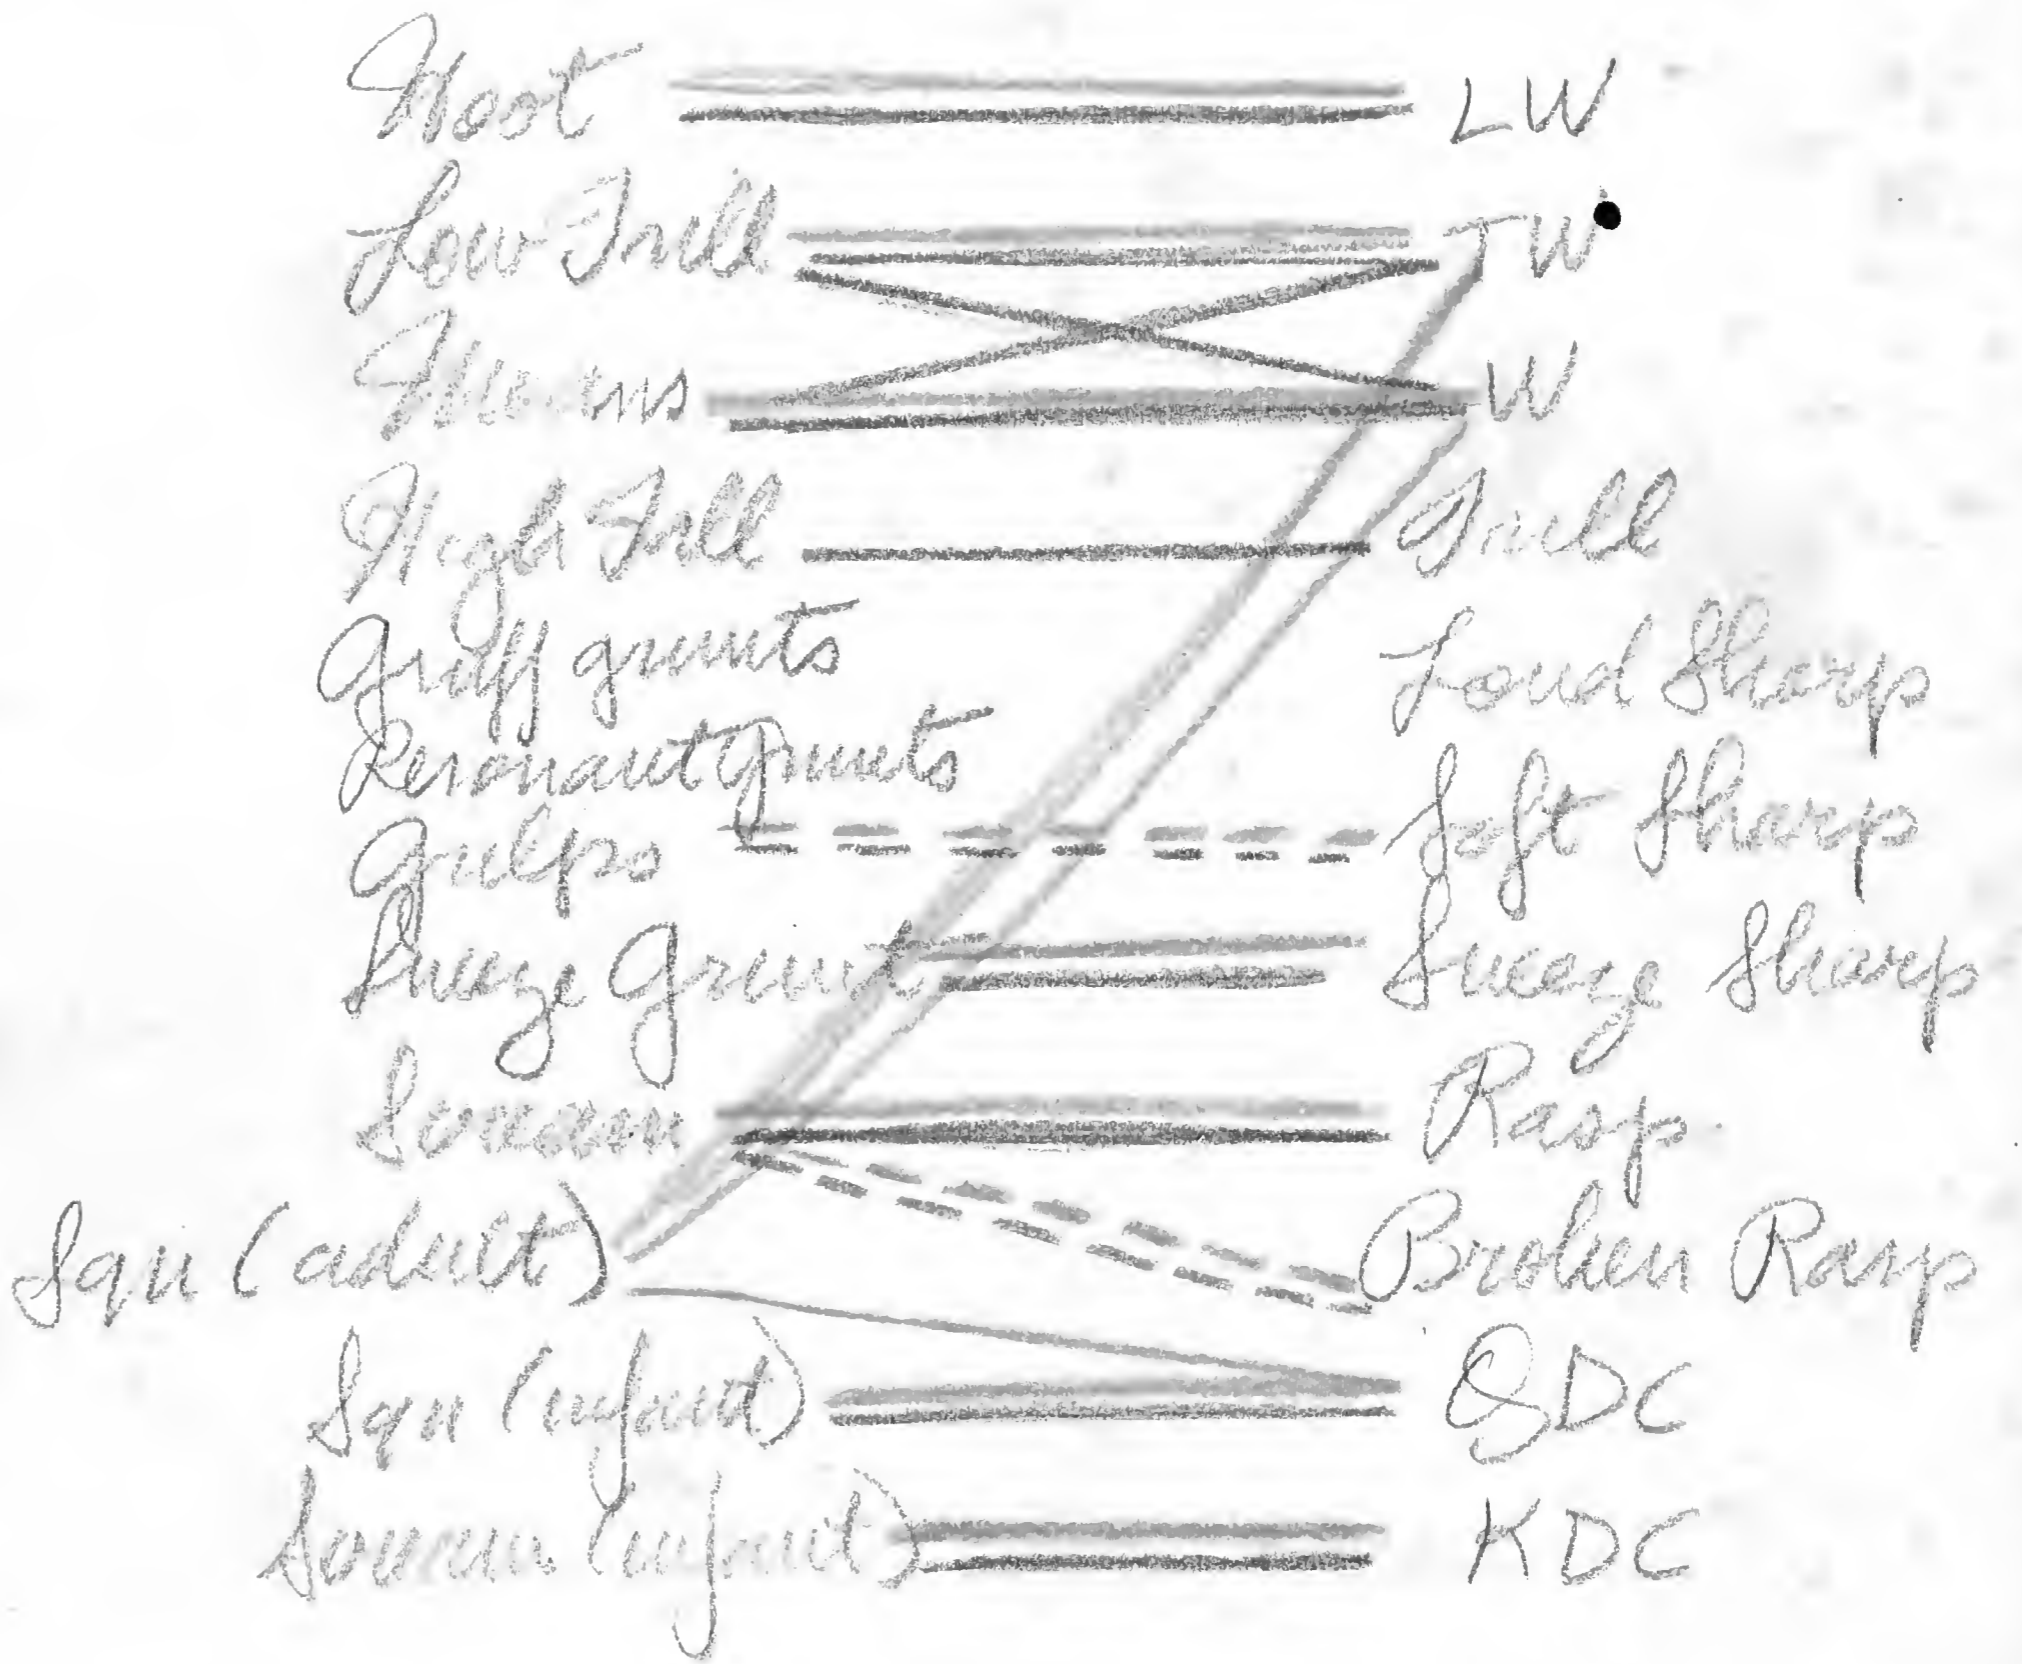 Hoot LW
Low Trill TW
Moans W
High Trill Trill
Gruff grunts Loud Sharp
Resonant Grunts Soft Sharp
Gulps Sneeze Sharp
Sneeze Grunt Rasp
Scream Broken Rasp
Squ (adult) QDC
Squ (infant) KDC
Scream (infant)